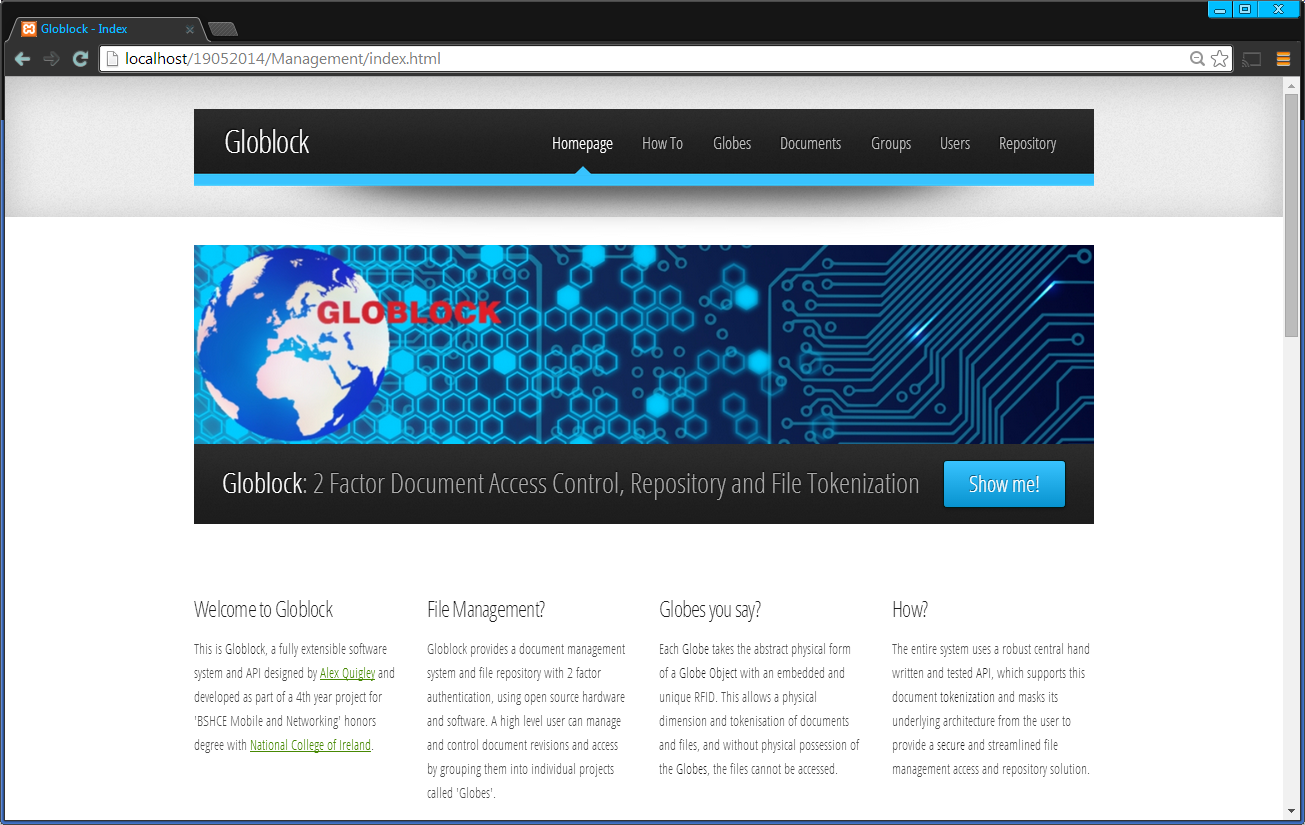 Globlock - Index
localhost/19052014/Management/index.html
Globlock
Homepage How To Globes Documents Groups Users Repository
GLOBLOCK
Globlock: 2 Factor Document Access Control, Repository and File Tokenization
Show me!
Welcome to Globlock
This is Globlock, a fully extensible software
system and API designed by Alex Quigley and
developed as part of a 4th year project for
'BSHCE Mobile and Networking' honors
degree with National College of Ireland.
File Management?
Globlock provides a document management
system and file repository with 2 factor
authentication, using open source hardware
and software. A high level user can manage
and control document revisions and access
by grouping them into individual projects
called 'Globes'.
Globes you say?
Each Globe takes the abstract physical form
of a Globe Object with an embedded and
unique RFID. This allows a physical
dimension and tokenisation of documents
and files, and without physical possession of
the Globes, the files cannot be accessed.
How?
The entire system uses a robust central hand
written and tested API, which supports this
document tokenization and masks its
underlying architecture from the user to
provide a secure and streamlined file
management access and repository solution.